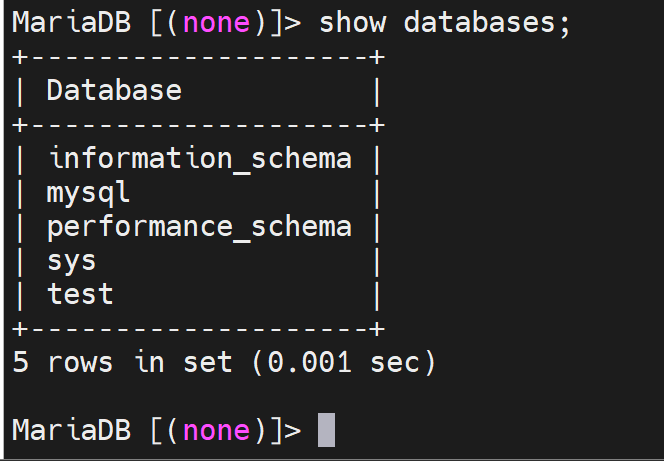 MariaDB [(none)]> show databases;
+--------------------+
| Database           |
+--------------------+
| information_schema |
| mysql              |
| performance_schema |
| sys                |
| test               |
+--------------------+
5 rows in set (0.001 sec)
MariaDB [(none)]>